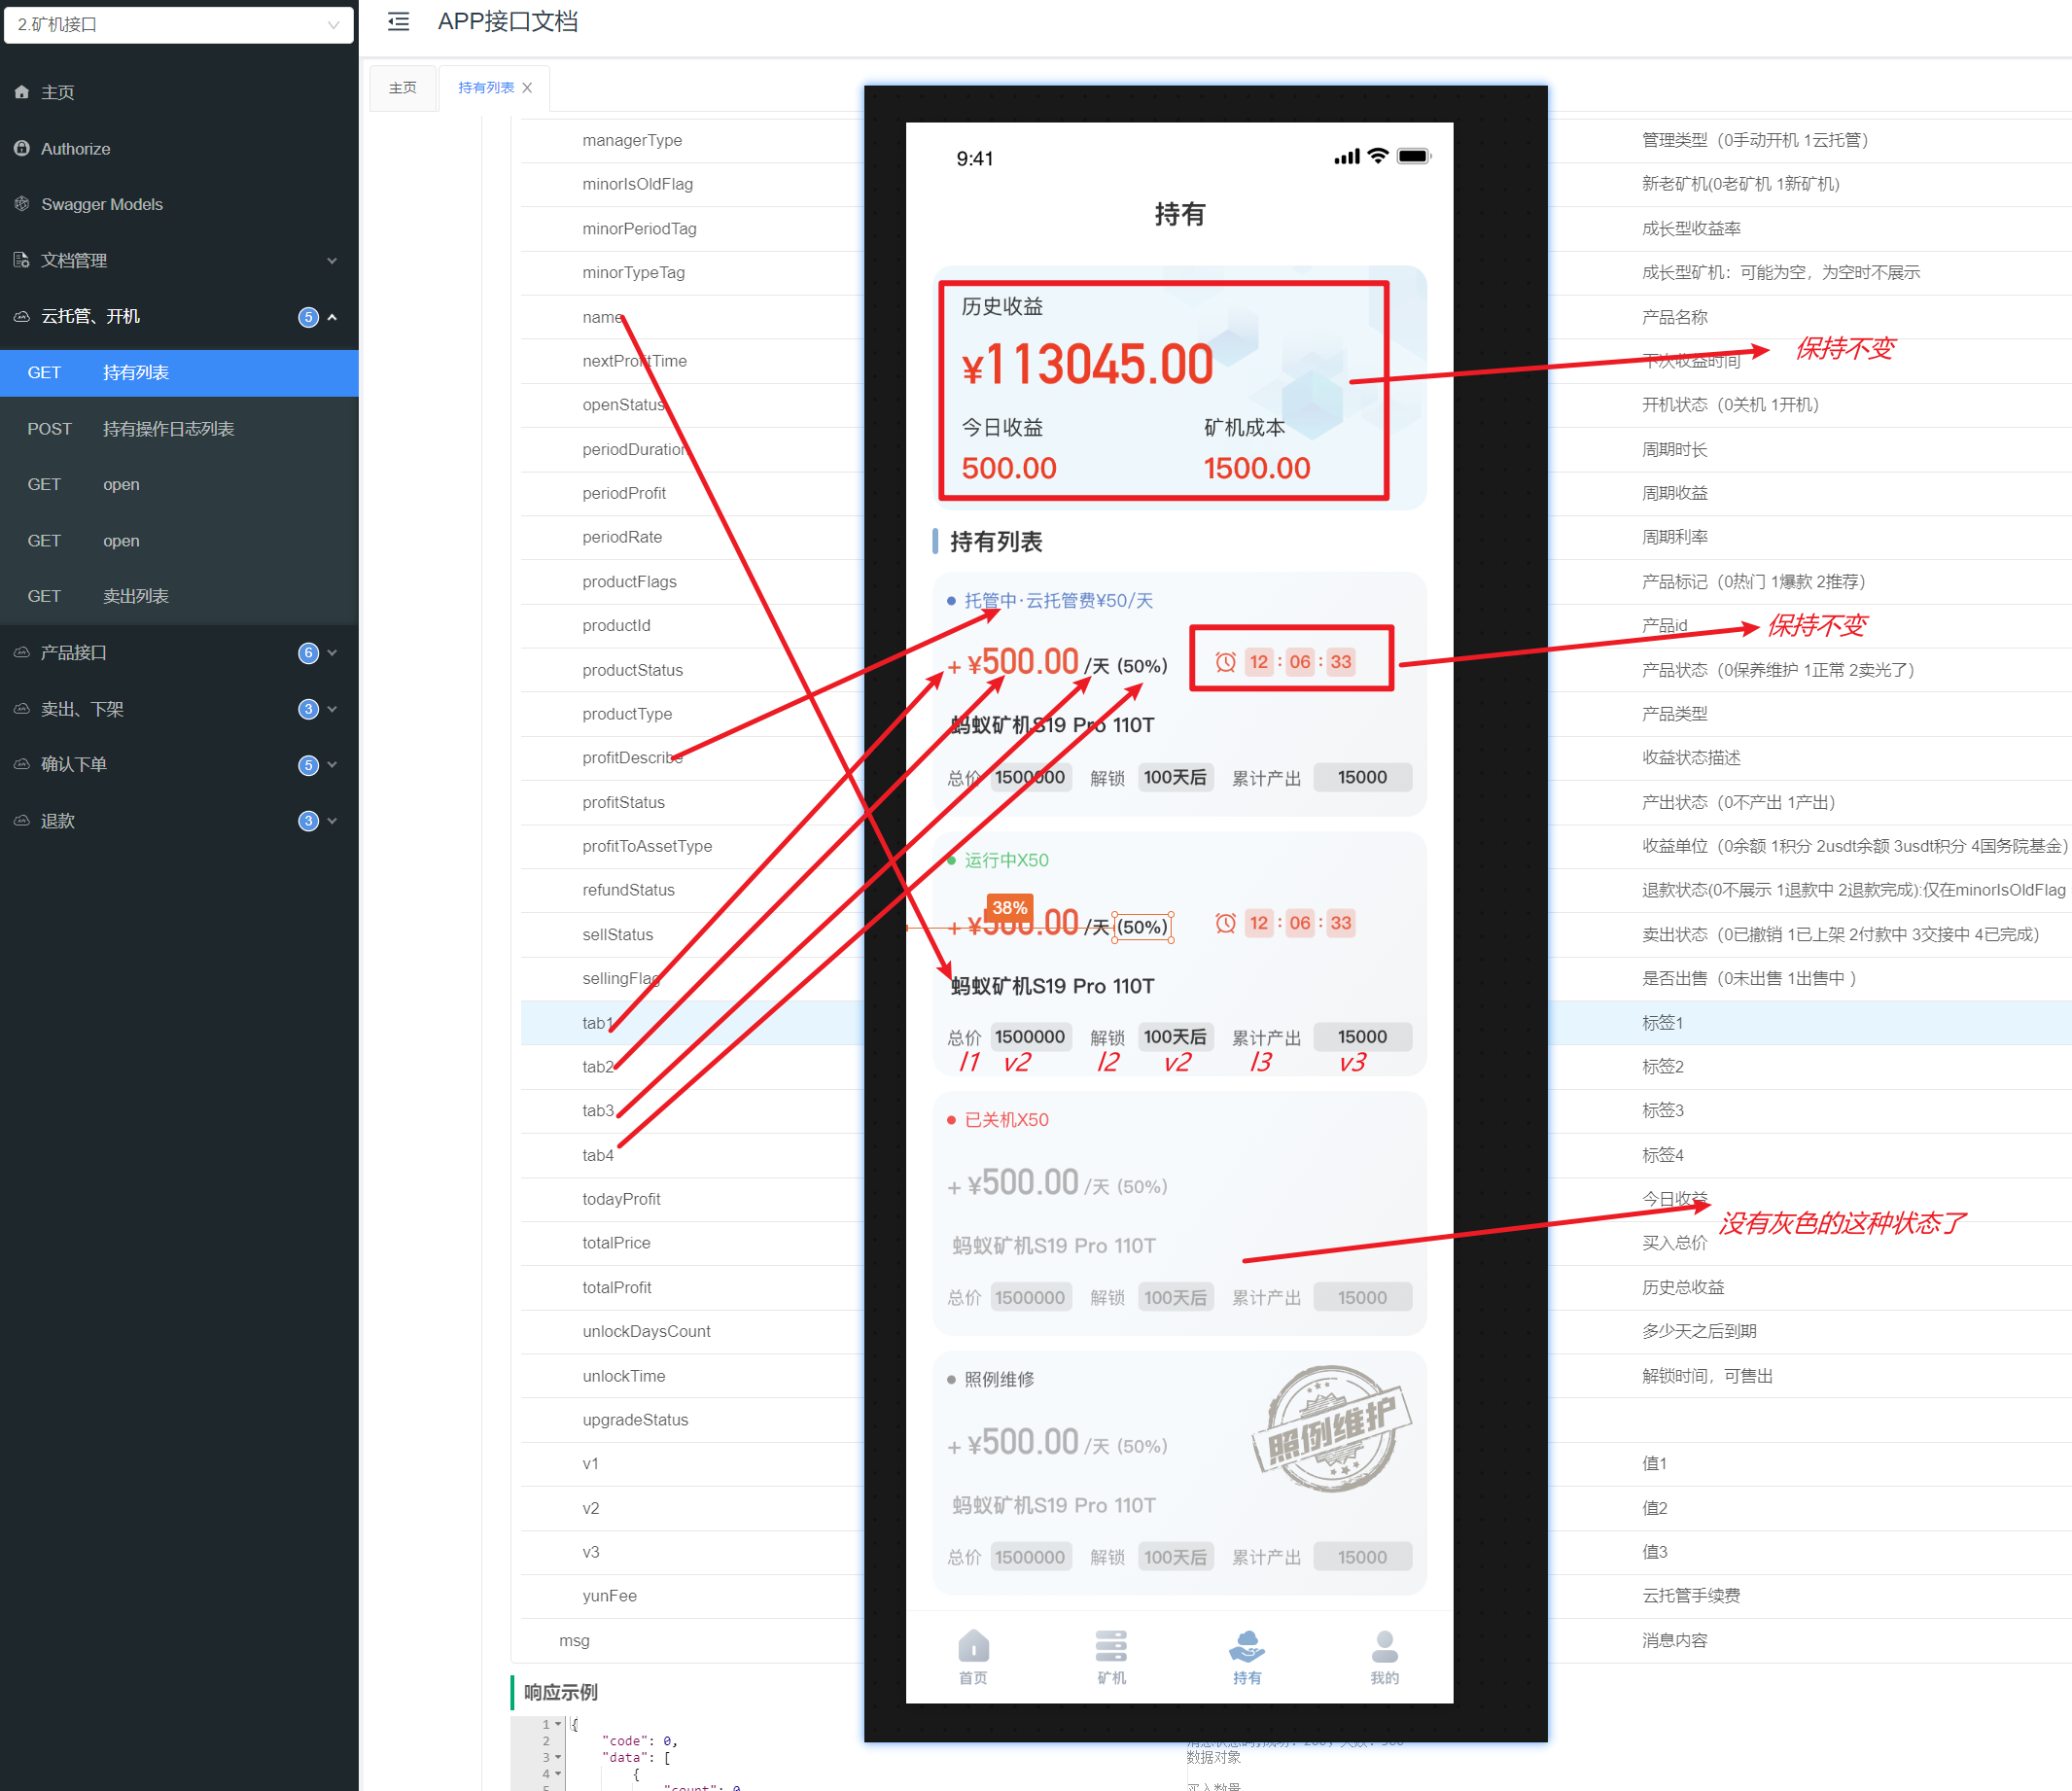 2.矿机接口
APP接口文档
主页
持有列表
主页
Authorize
Swagger Models
文档管理
云托管、开机 5
GET 持有列表
POST 持有操作日志列表
GET open
GET open
GET 卖出列表
产品接口 6
卖出、下架 3
确认下单 5
退款 3
managerType
minorIsOldFlag
minorPeriodTag
minorTypeTag
name
nextProfitTime
openStatus
periodDuration
periodProfit
periodRate
productFlags
productId
productStatus
productType
profitDescribe
profitStatus
profitToAssetType
refundStatus
sellStatus
sellingFlag
tab1
tab2
tab3
tab4
todayProfit
totalPrice
totalProfit
unlockDaysCount
unlockTime
upgradeStatus
v1
v2
v3
yunFee
msg
响应示例
1 {
2 "code": 0,
3 "data": [
4 {
5 "count": 0
9:41
持有
历史收益
¥113045.00
今日收益 矿机成本
500.00 1500.00
持有列表
托管中·云托管费¥50/天
+ ¥500.00 /天 (50%) 12 : 06 : 33
蚂蚁矿机S19 Pro 110T
总价 1500000 解锁 100天后 累计产出 15000
运行中X50
38%
+ ¥500.00 /天 (50%) 12 : 06 : 33
蚂蚁矿机S19 Pro 110T
总价 1500000 解锁 100天后 累计产出 15000
l1 v2 l2 v2 l3 v3
已关机X50
+ ¥500.00 /天 (50%)
蚂蚁矿机S19 Pro 110T
总价 1500000 解锁 100天后 累计产出 15000
照例维修
照例维护
+ ¥500.00 /天 (50%)
蚂蚁矿机S19 Pro 110T
总价 1500000 解锁 100天后 累计产出 15000
首页 矿机 持有 我的
管理类型（0手动开机 1云托管）
新老矿机(0老矿机 1新矿机)
成长型收益率
成长型矿机：可能为空，为空时不展示
产品名称
保持不变
下次收益时间
开机状态（0关机 1开机）
周期时长
周期收益
周期利率
产品标记（0热门 1爆款 2推荐）
产品id
保持不变
产品状态（0保养维护 1正常 2卖光了）
产品类型
收益状态描述
产出状态（0不产出 1产出）
收益单位（0余额 1积分 2usdt余额 3usdt积分 4国务院基金）
退款状态(0不展示 1退款中 2退款完成):仅在minorIsOldFlag
卖出状态（0已撤销 1已上架 2付款中 3交接中 4已完成）
是否出售（0未出售 1出售中 ）
标签1
标签2
标签3
标签4
今日收益
没有灰色的这种状态了
买入总价
历史总收益
多少天之后到期
解锁时间，可售出
值1
值2
值3
云托管手续费
消息内容
数据对象
买入数量